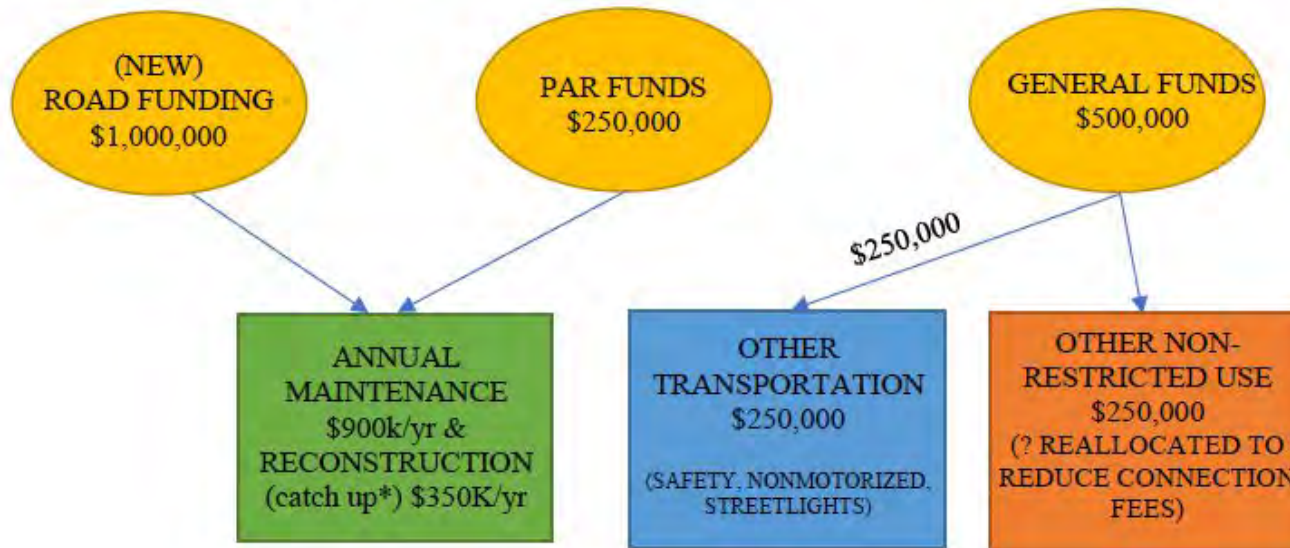 (NEW)
ROAD FUNDING
$1,000,000
PAR FUNDS
$250,000
GENERAL FUNDS
$500,000
$250,000
ANNUAL
MAINTENANCE
$900k/yr &
RECONSTRUCTION
(catch up*) $350K/yr
OTHER
TRANSPORTATION
$250,000
(SAFETY, NONMOTORIZED,
STREETLIGHTS)
OTHER NON-
RESTRICTED USE
$250,000
(? REALLOCATED TO
REDUCE CONNECTION
FEES)